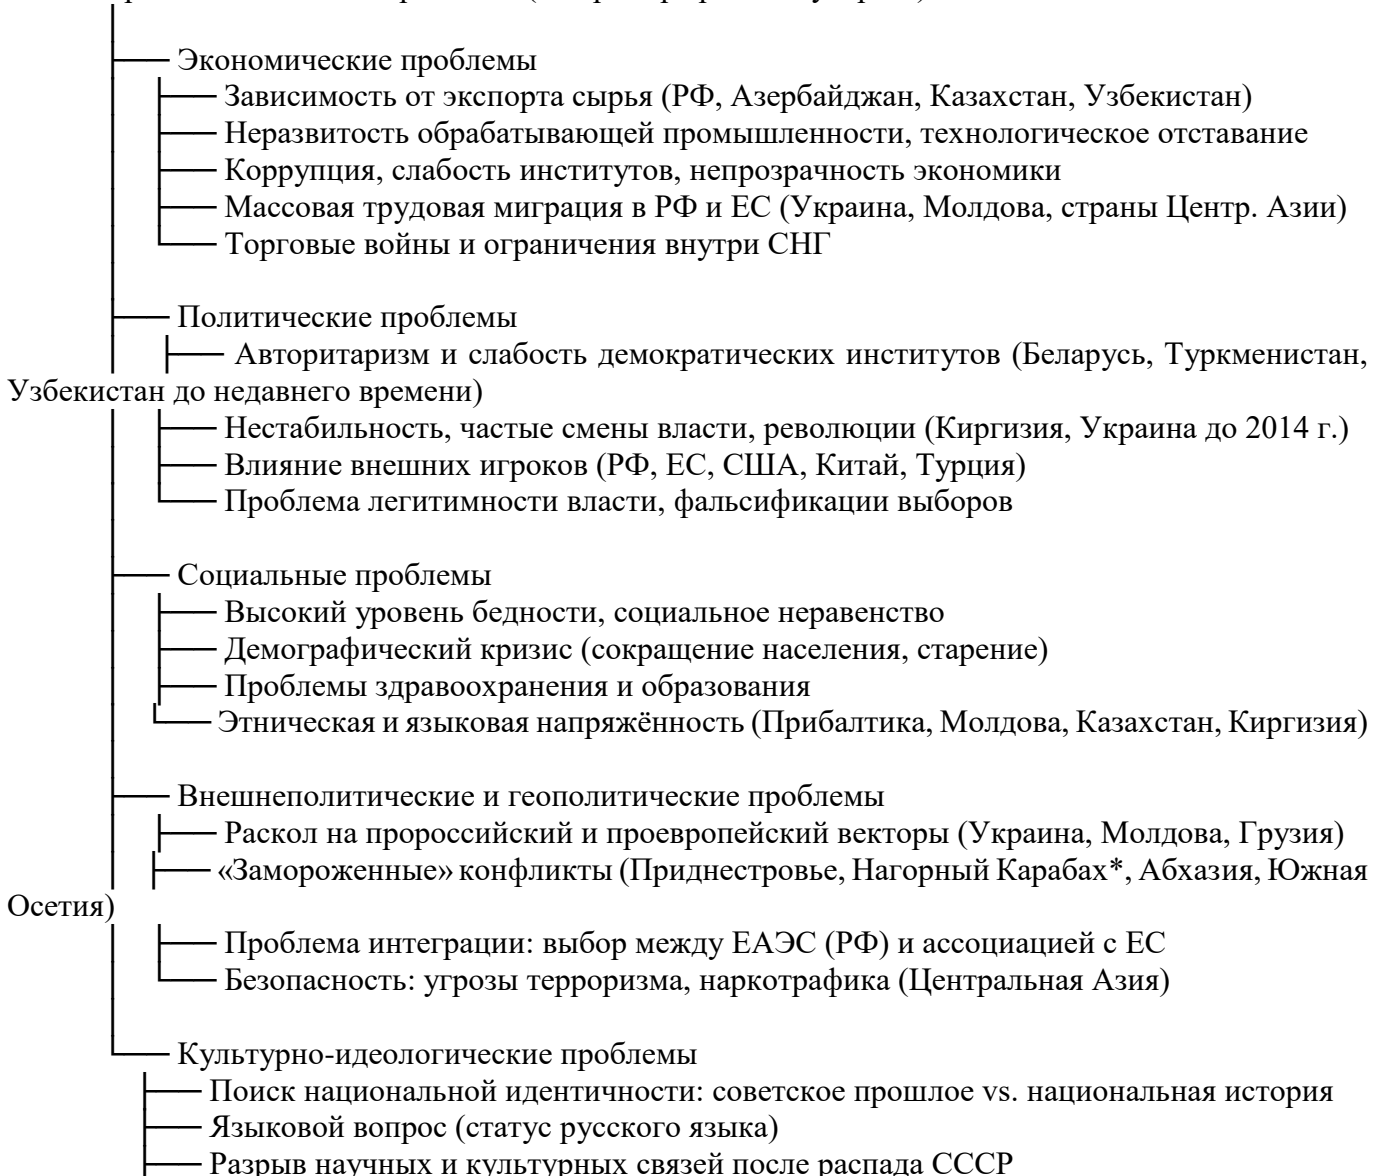 Экономические проблемы
Зависимость от экспорта сырья (РФ, Азербайджан, Казахстан, Узбекистан)
Неразвитость обрабатывающей промышленности, технологическое отставание
Коррупция, слабость институтов, непрозрачность экономики
Массовая трудовая миграция в РФ и ЕС (Украина, Молдова, страны Центр. Азии)
Торговые войны и ограничения внутри СНГ
Политические проблемы
Авторитаризм и слабость демократических институтов (Беларусь, Туркменистан,
Узбекистан до недавнего времени)
Нестабильность, частые смены власти, революции (Киргизия, Украина до 2014 г.)
Влияние внешних игроков (РФ, ЕС, США, Китай, Турция)
Проблема легитимности власти, фальсификации выборов
Социальные проблемы
Высокий уровень бедности, социальное неравенство
Демографический кризис (сокращение населения, старение)
Проблемы здравоохранения и образования
Этническая и языковая напряжённость (Прибалтика, Молдова, Казахстан, Киргизия)
Внешнеполитические и геополитические проблемы
Раскол на пророссийский и проевропейский векторы (Украина, Молдова, Грузия)
«Замороженные» конфликты (Приднестровье, Нагорный Карабах*, Абхазия, Южная
Осетия)
Проблема интеграции: выбор между ЕАЭС (РФ) и ассоциацией с ЕС
Безопасность: угрозы терроризма, наркотрафика (Центральная Азия)
Культурно-идеологические проблемы
Поиск национальной идентичности: советское прошлое vs. национальная история
Языковой вопрос (статус русского языка)
Разрыв научных и культурных связей после распада СССР